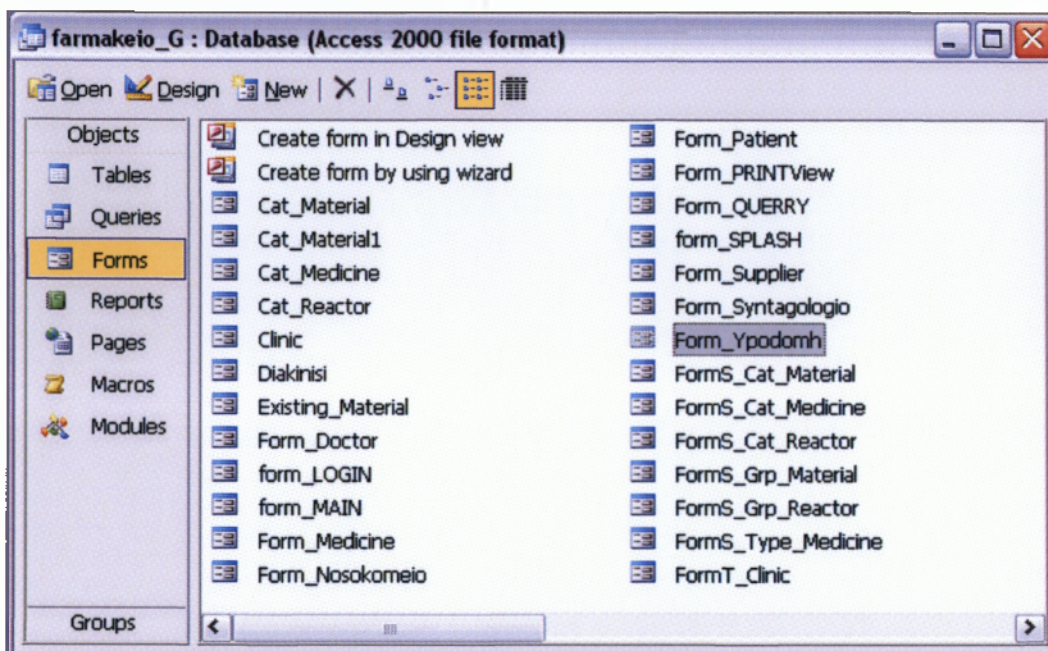 farmakeio_G : Database (Access 2000 file format)
Open Design New
Objects
Tables
Queries
Forms
Reports
Pages
Macros
Modules
Groups
Create form in Design view
Create form by using wizard
Cat_Material
Cat_Material1
Cat_Medicine
Cat_Reactor
Clinic
Diakinisi
Existing_Material
Form_Doctor
form_LOGIN
form_MAIN
Form_Medicine
Form_Nosokomeio
Form_Patient
Form_PRINTView
Form_QUERRY
form_SPLASH
Form_Supplier
Form_Syntagologio
Form_Ypodomh
FormS_Cat_Material
FormS_Cat_Medicine
FormS_Cat_Reactor
FormS_Grp_Material
FormS_Grp_Reactor
FormS_Type_Medicine
FormT_Clinic